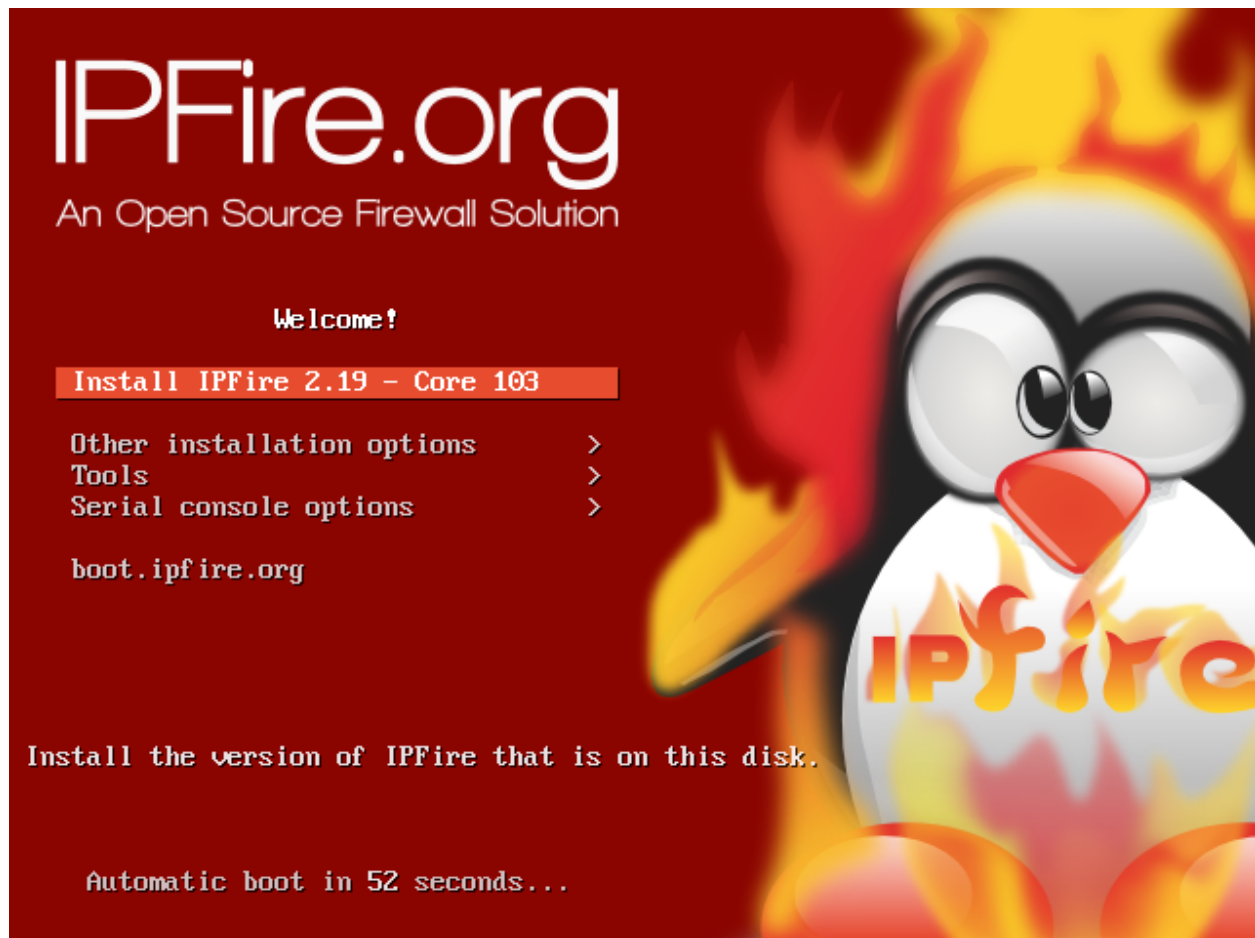 IPFire.org
An Open Source Firewall Solution
Welcome!
Install IPFire 2.19 - Core 103
Other installation options >
Tools >
Serial console options >
boot.ipfire.org
IPfire
Install the version of IPFire that is on this disk.
Automatic boot in 52 seconds...